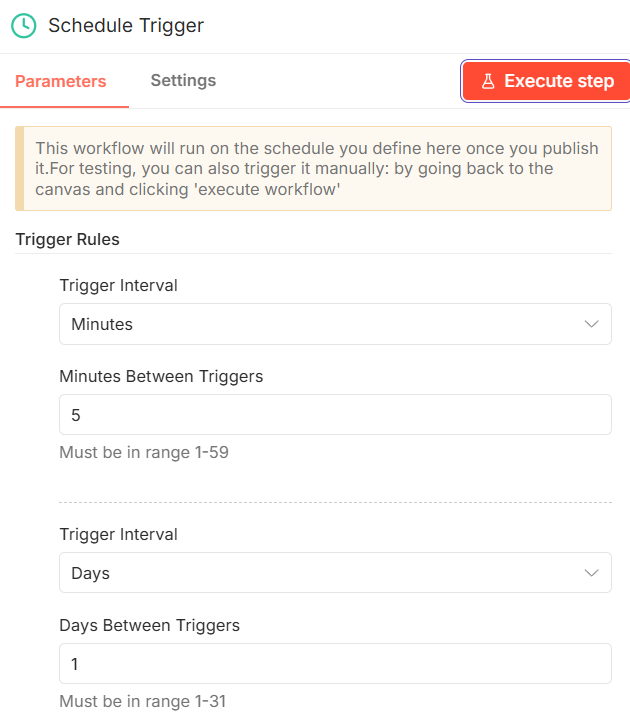 Schedule Trigger
Parameters
Settings
Execute step
This workflow will run on the schedule you define here once you publish
it.For testing, you can also trigger it manually: by going back to the
canvas and clicking 'execute workflow'
Trigger Rules
Trigger Interval
Minutes
Minutes Between Triggers
5
Must be in range 1-59
Trigger Interval
Days
Days Between Triggers
1
Must be in range 1-31